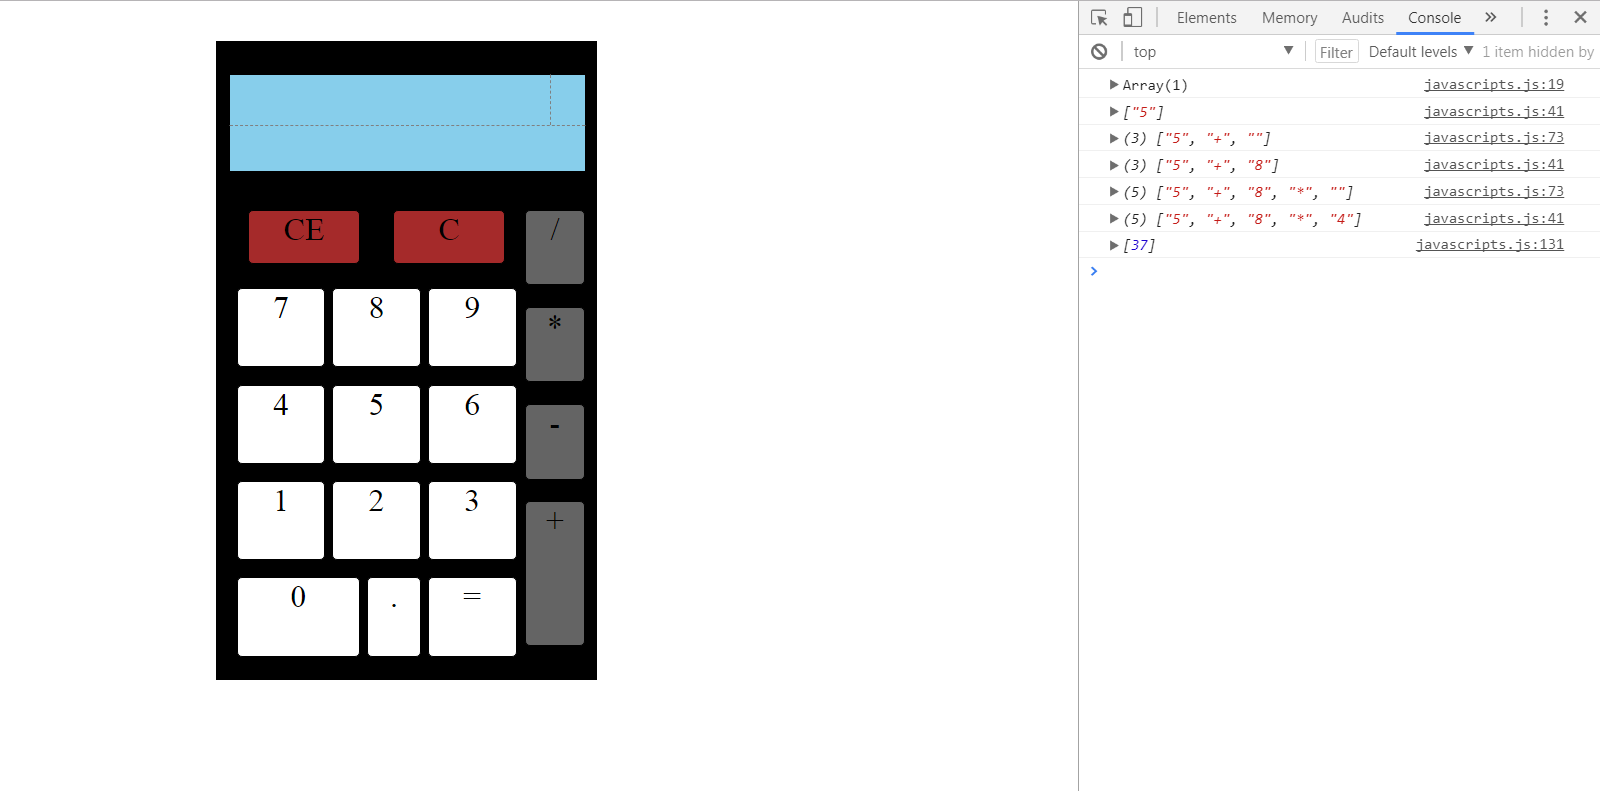 CE C /
7 8 9
*
4 5 6
-
1 2 3
+
0 . =
Elements Memory Audits Console »
top ▼ Filter Default levels ▼ 1 item hidden by
▶ Array(1) javascripts.js:19
▶ ["5"] javascripts.js:41
▶ (3) ["5", "+", ""] javascripts.js:73
▶ (3) ["5", "+", "8"] javascripts.js:41
▶ (5) ["5", "+", "8", "*", ""] javascripts.js:73
▶ (5) ["5", "+", "8", "*", "4"] javascripts.js:41
▶ [37] javascripts.js:131
>